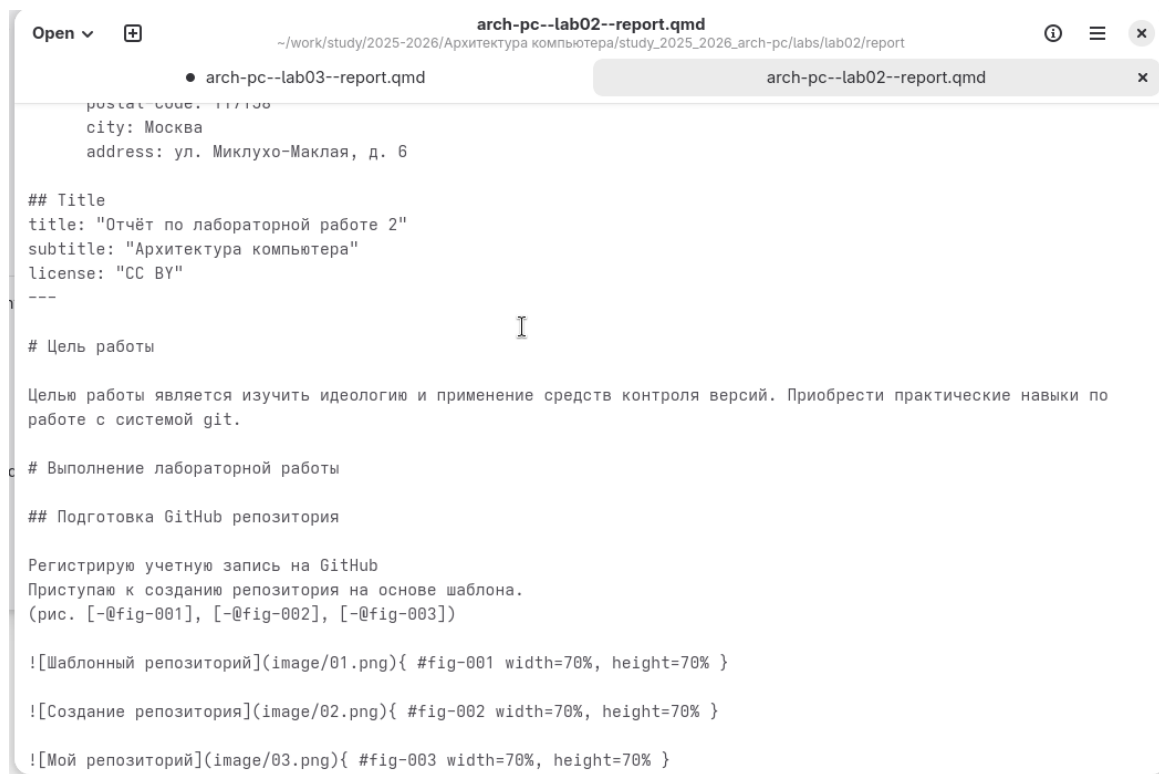 Open
arch-pc--lab02--report.qmd
~/work/study/2025-2026/Архитектура компьютера/study_2025_2026_arch-pc/labs/lab02/report
arch-pc--lab03--report.qmd
arch-pc--lab02--report.qmd
postal-code: 117198
city: Москва
address: ул. Миклухо-Маклая, д. 6
## Title
title: "Отчёт по лабораторной работе 2"
subtitle: "Архитектура компьютера"
license: "CC BY"
---
# Цель работы
Целью работы является изучить идеологию и применение средств контроля версий. Приобрести практические навыки по
работе с системой git.
# Выполнение лабораторной работы
## Подготовка GitHub репозитория
Регистрирую учетную запись на GitHub
Приступаю к созданию репозитория на основе шаблона.
(рис. [-@fig-001], [-@fig-002], [-@fig-003])
![Шаблонный репозиторий](image/01.png){ #fig-001 width=70%, height=70% }
![Создание репозитория](image/02.png){ #fig-002 width=70%, height=70% }
![Мой репозиторий](image/03.png){ #fig-003 width=70%, height=70% }